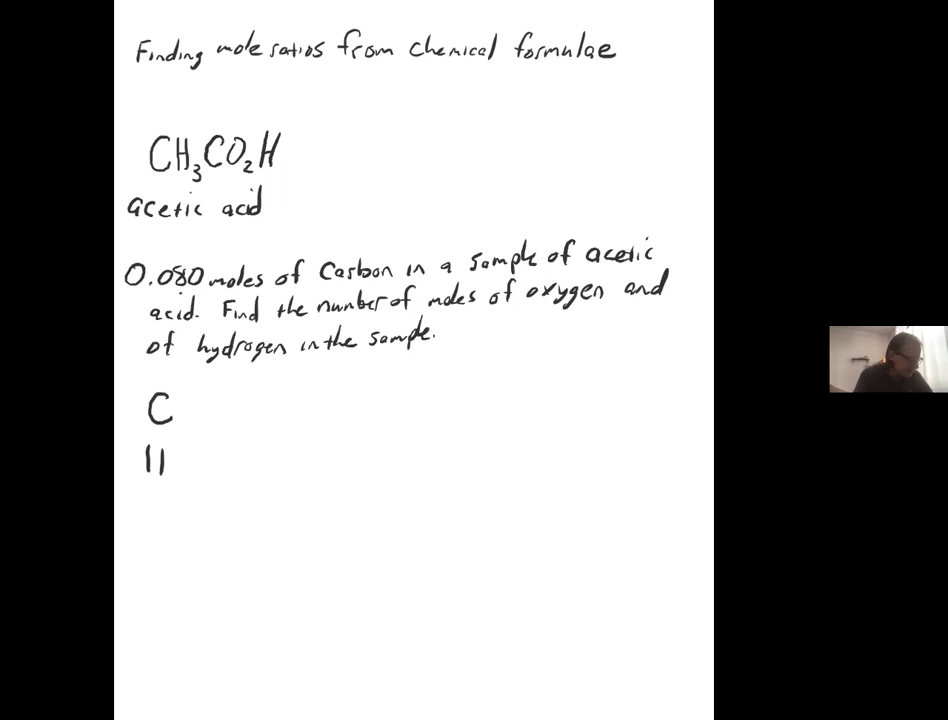 Finding mole ratios from chemical formulae
CH₃CO₂H
acetic acid
0.080 moles of Carbon in a sample of acetic
acid. Find the number of moles of oxygen and
of hydrogen in the sample.
C